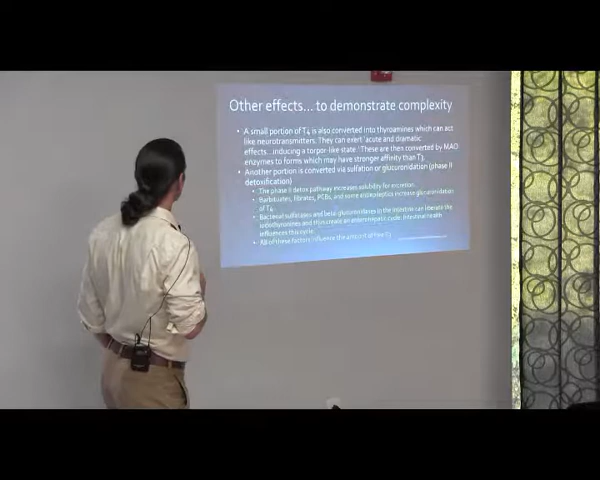 Other effects... to demonstrate complexity
• A small portion of T4 is also converted into thyroamines which can act
like neurotransmitters. They can exert 'acute and dramatic
effects...inducing a torpor-like state.' These are then converted by MAO
enzymes to forms which may have stronger affinity than T3.
• Another portion is converted via sulfation or glucuronidation (phase II
detoxification)
• The phase II detox pathway increases solubility for excretion.
• Barbituates, fibrates, PCBs, and some antiepileptics increase glucuronidation
of T4.
• Bacterial sulfatases and beta-glucuronidases in the intestine can liberate the
iodothyronines and thus create an enterohepatic cycle. Intestinal health
influences this cycle.
• All of these factors influence the amount of free T3